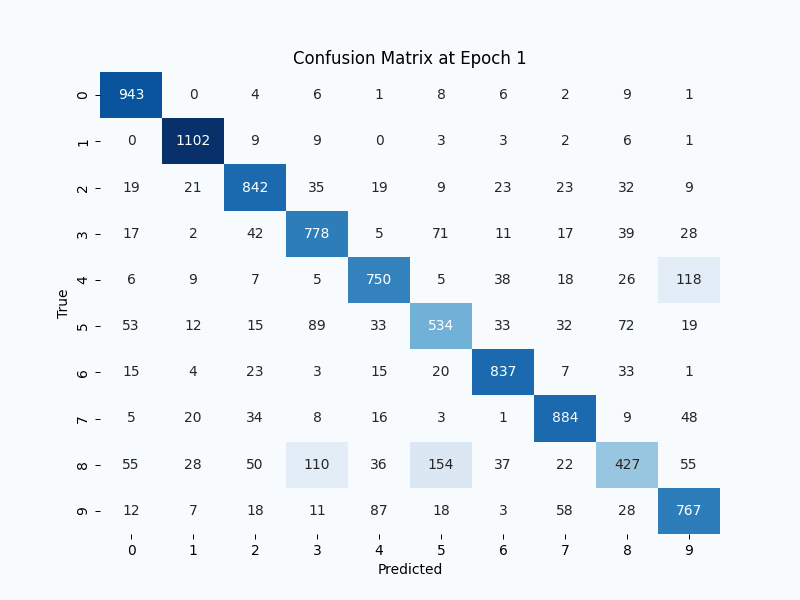 Confusion Matrix at Epoch 1
0 943 0 4 6 1 8 6 2 9 1
1 0 1102 9 9 0 3 3 2 6 1
2 19 21 842 35 19 9 23 23 32 9
3 17 2 42 778 5 71 11 17 39 28
4 6 9 7 5 750 5 38 18 26 118
True
5 53 12 15 89 33 534 33 32 72 19
6 15 4 23 3 15 20 837 7 33 1
7 5 20 34 8 16 3 1 884 9 48
8 55 28 50 110 36 154 37 22 427 55
9 12 7 18 11 87 18 3 58 28 767
0 1 2 3 4 5 6 7 8 9
Predicted